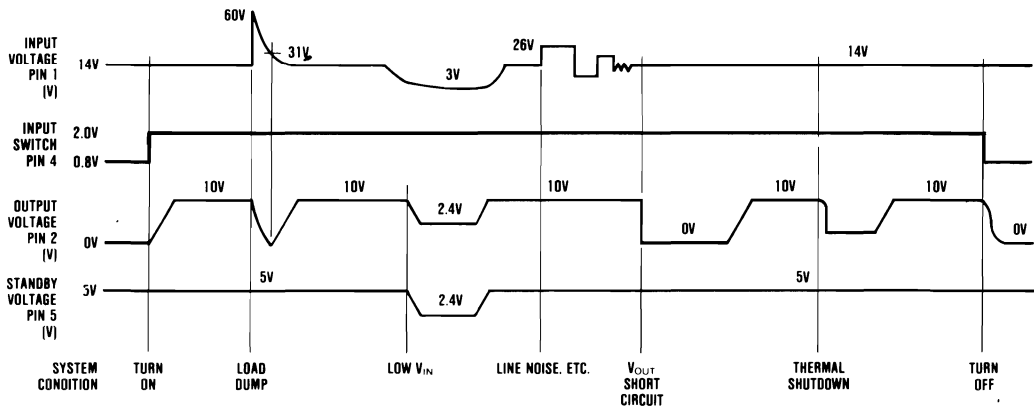 60V
INPUT
VOLTAGE
PIN 1
(V)
14V
31V
3V
26V
14V
INPUT
SWITCH
PIN 4
2.0V
0.8V
OUTPUT
VOLTAGE
PIN 2
(V)
0V
10V
10V
2.4V
10V
0V
10V
10V
0V
STANDBY
VOLTAGE
PIN 5
(V)
5V
5V
2.4V
5V
SYSTEM
CONDITION
TURN
ON
LOAD
DUMP
LOW VIN
LINE NOISE, ETC.
VOUT
SHORT
CIRCUIT
THERMAL
SHUTDOWN
TURN
OFF